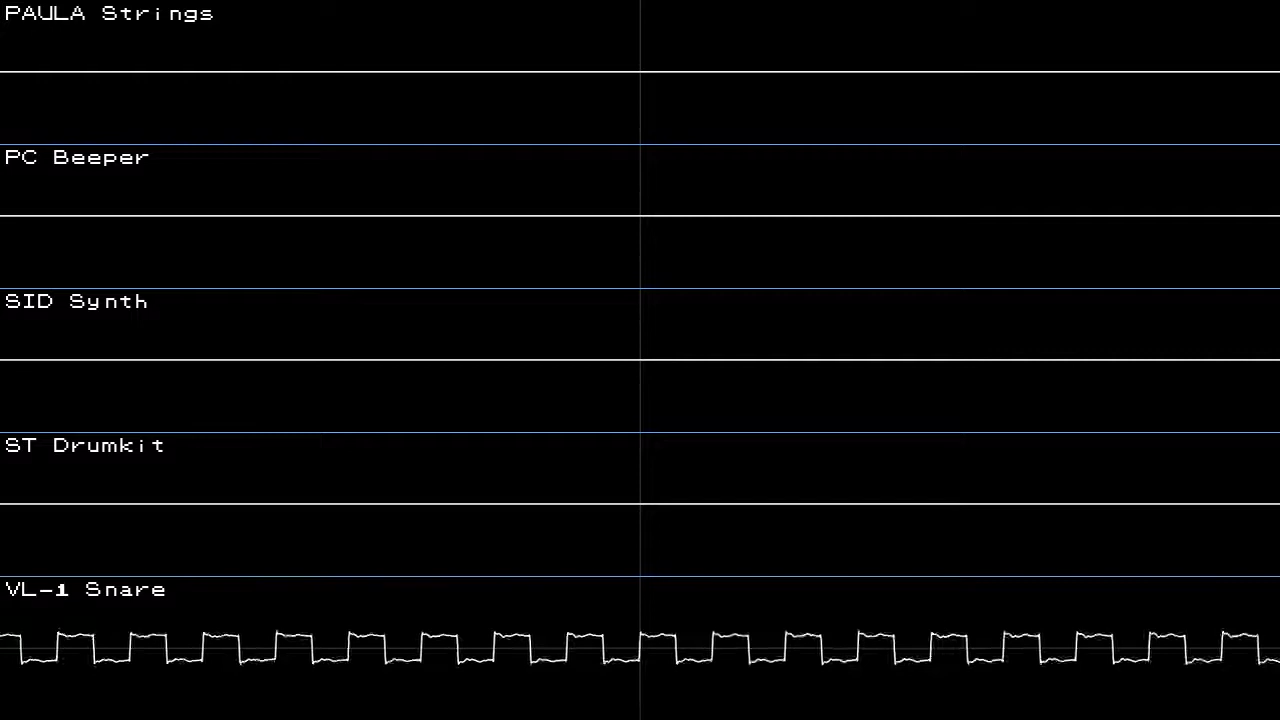 PAULA Strings
PC Beeper
SID Synth
ST Drumkit
VL-1 Snare